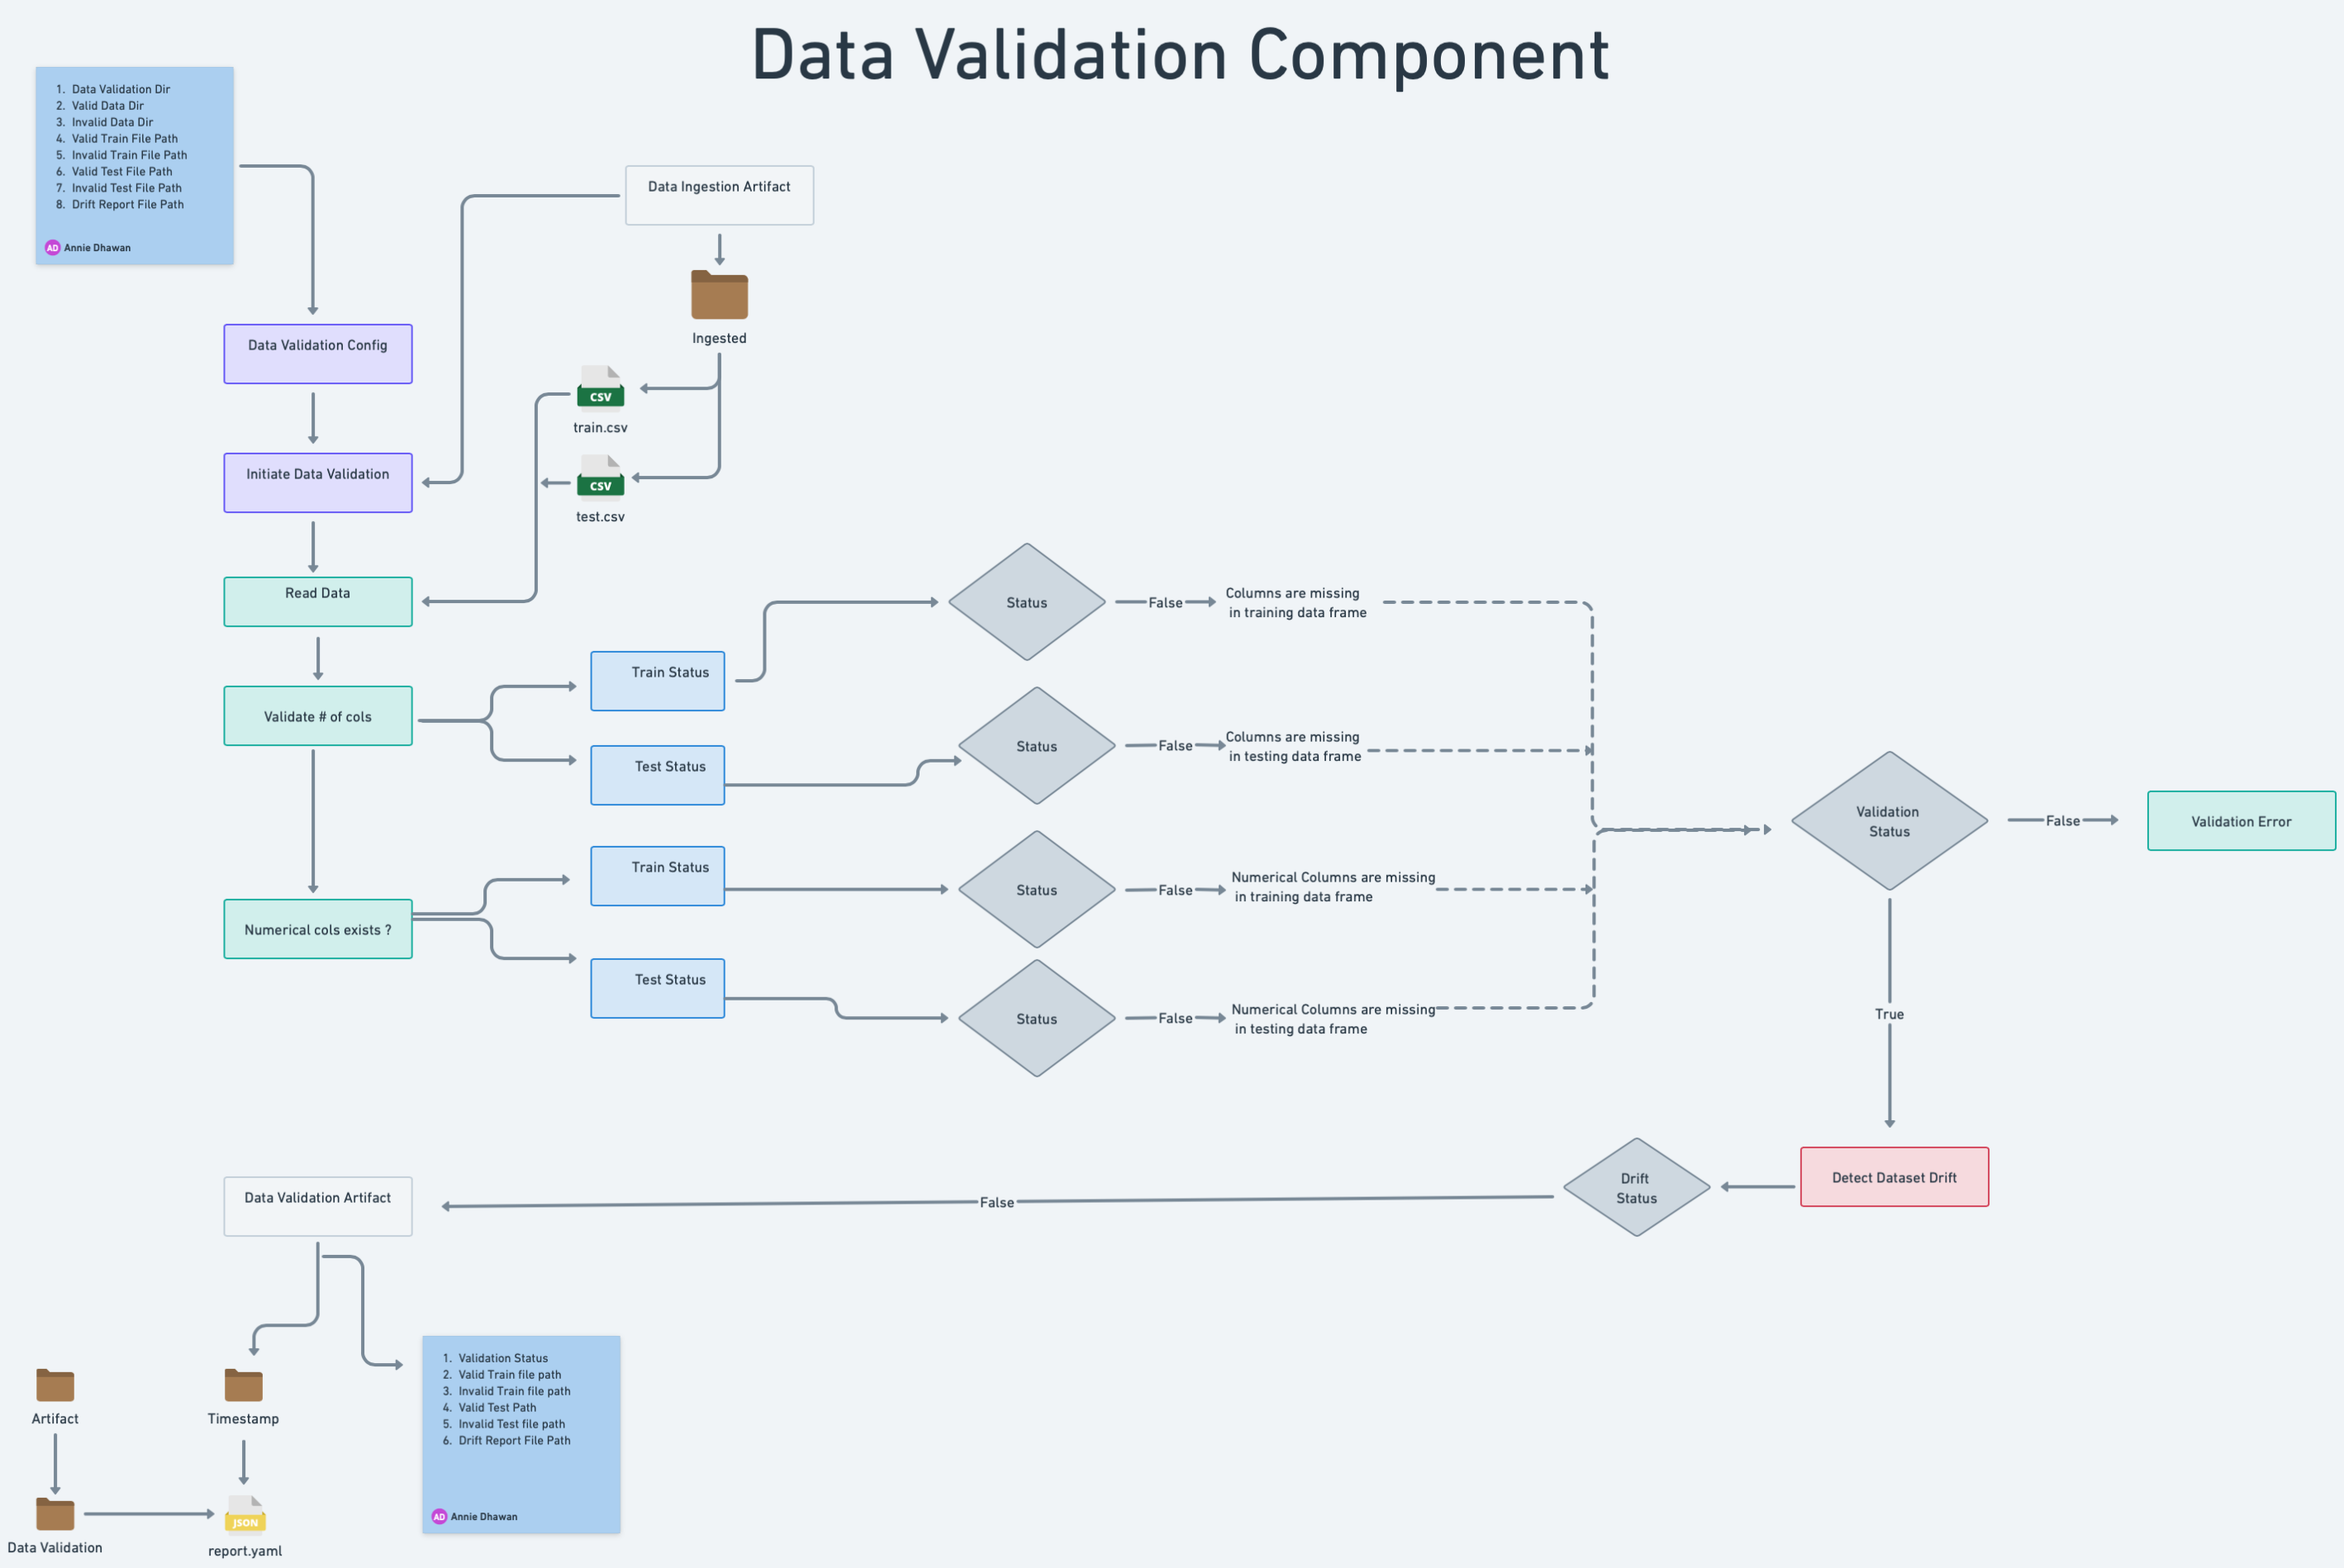 Data Validation Component
1. Data Validation Dir
2. Valid Data Dir
3. Invalid Data Dir
4. Valid Train File Path
5. Invalid Train File Path
6. Valid Test File Path
7. Invalid Test File Path
8. Drift Report File Path
AD Annie Dhawan
Data Ingestion Artifact
Ingested
Data Validation Config
CSV
train.csv
Initiate Data Validation
CSV
test.csv
Read Data
Status
False
Columns are missing
in training data frame
Train Status
Validate # of cols
Test Status
Status
False
Columns are missing
in testing data frame
Validation
Status
False
Validation Error
Train Status
Status
False
Numerical Columns are missing
in training data frame
Numerical cols exists ?
Test Status
Status
False
Numerical Columns are missing
in testing data frame
True
Detect Dataset Drift
Drift
Status
False
Data Validation Artifact
1. Validation Status
2. Valid Train file path
3. Invalid Train file path
4. Valid Test Path
5. Invalid Test file path
6. Drift Report File Path
AD Annie Dhawan
Artifact
Timestamp
Data Validation
JSON
report.yaml